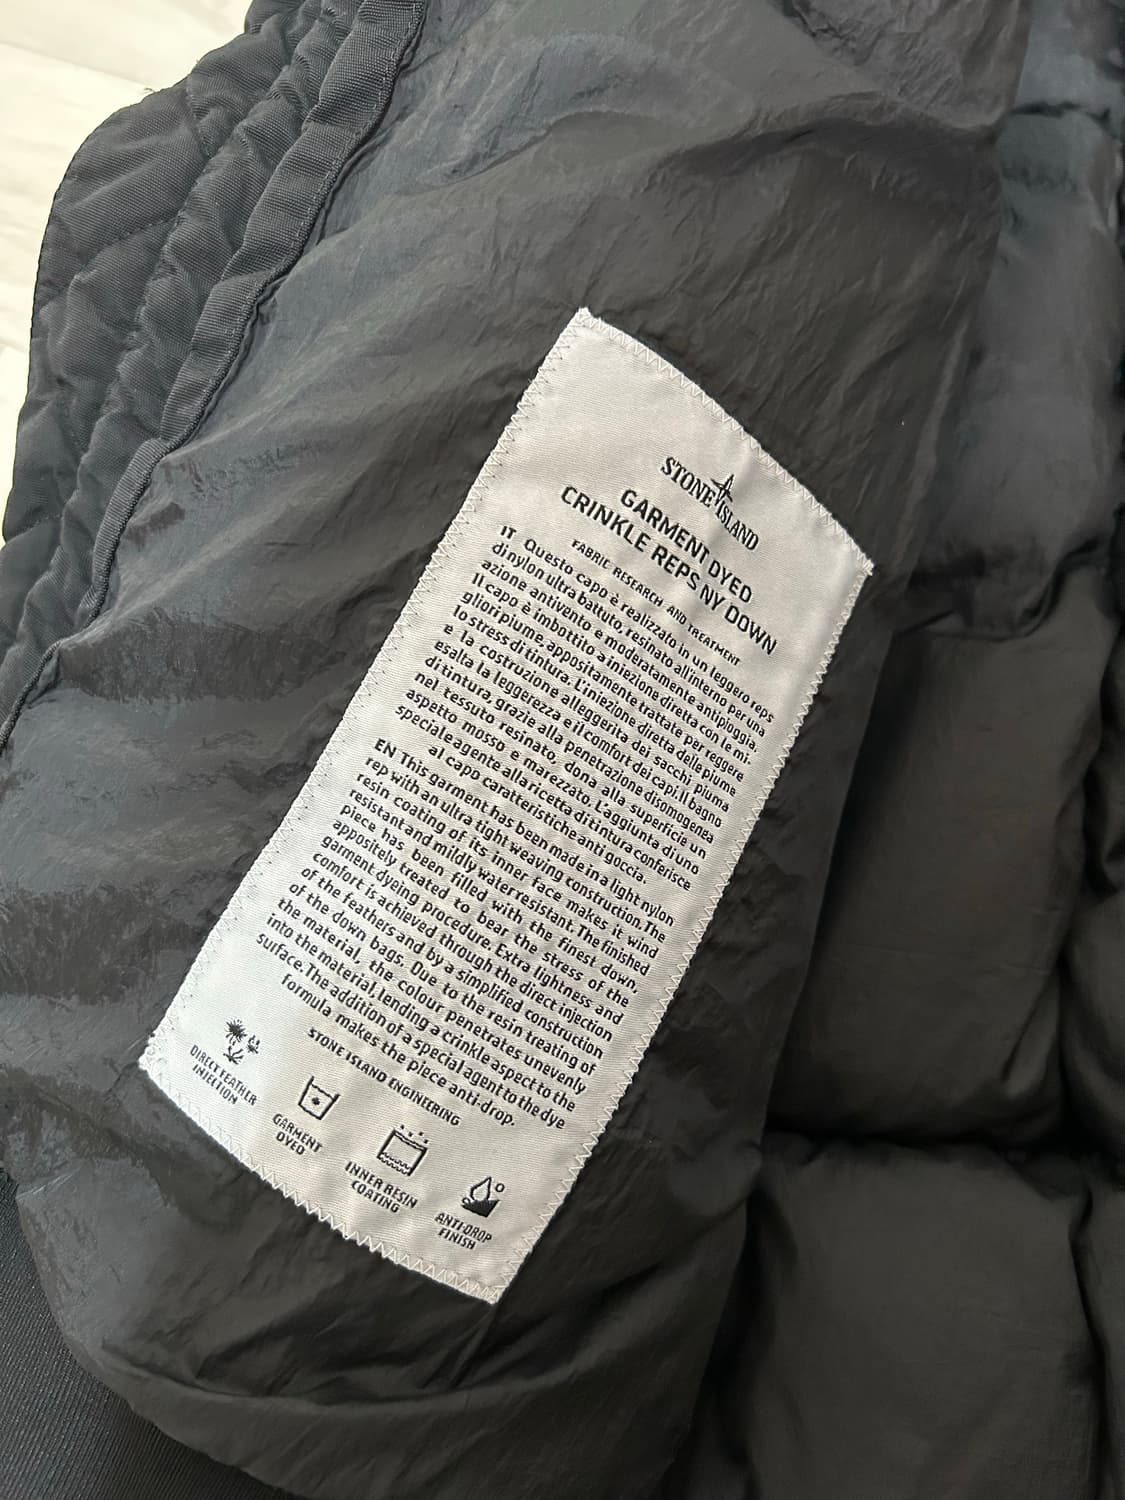 STONE ISLAND
GARMENT DYED
CRINKLE REPS NY DOWN
FABRIC RESEARCH AND TREATMENT
IT Questo capo è realizzato in un leggero reps
di nylon ultra battuto, resinato all'interno per una
azione antivento e moderatamente antipioggia.
Il capo è imbottito a iniezione diretta con le mi-
gliori piume, appositamente trattate per reggere
lo stress di tintura. L'iniezione diretta delle piume
e la costruzione alleggerita dei sacchi piuma
esalta la leggerezza e il comfort dei capi; il bagno
di tintura, grazie alla penetrazione disomogenea
nel tessuto resinato, dona alla superficie un
aspetto mosso e marezzato. L'aggiunta di uno
speciale agente alla ricetta di tintura conferisce
al capo caratteristiche anti goccia.
EN This garment has been made in a light nylon
rep with an ultra tight weaving construction. The
resin coating of its inner face makes it wind
resistant and mildly water resistant. The finished
piece has been filled with the finest down,
appositely treated to bear the stress of the
garment dyeing procedure. Extra lightness and
comfort is achieved through the direct injection
of the feathers and by a simplified construction
of the down bags. Due to the resin treating of
the material, the colour penetrates unevenly
into the material, lending a crinkle aspect to the
surface. The addition of a special agent to the dye
formula makes the piece anti-drop.
STONE ISLAND ENGINEERING
DIRECT FEATHER
INJECTION
GARMENT
DYED
INNER RESIN
COATING
ANTI-DROP
FINISH